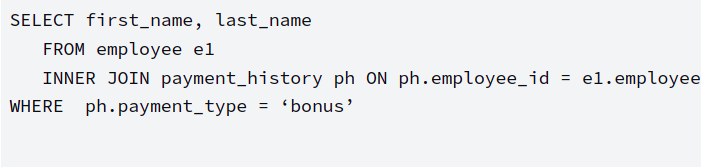 SELECT first_name, last_name
FROM employee e1
INNER JOIN payment_history ph ON ph.employee_id = e1.employee
WHERE ph.payment_type = ‘bonus’